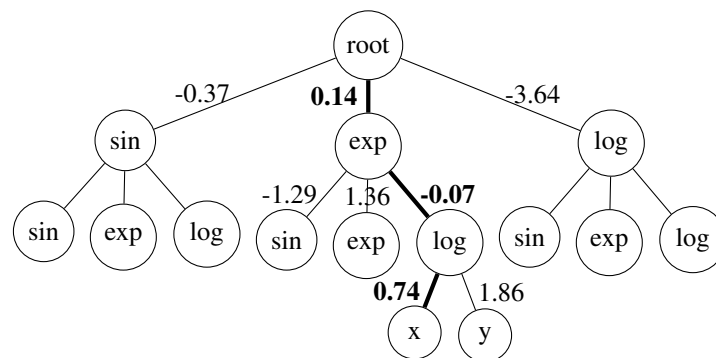 root
-0.37 0.14 -3.64
sin exp log
-1.29 1.36 -0.07
sin exp log sin exp log sin exp log
0.74 1.86
x y